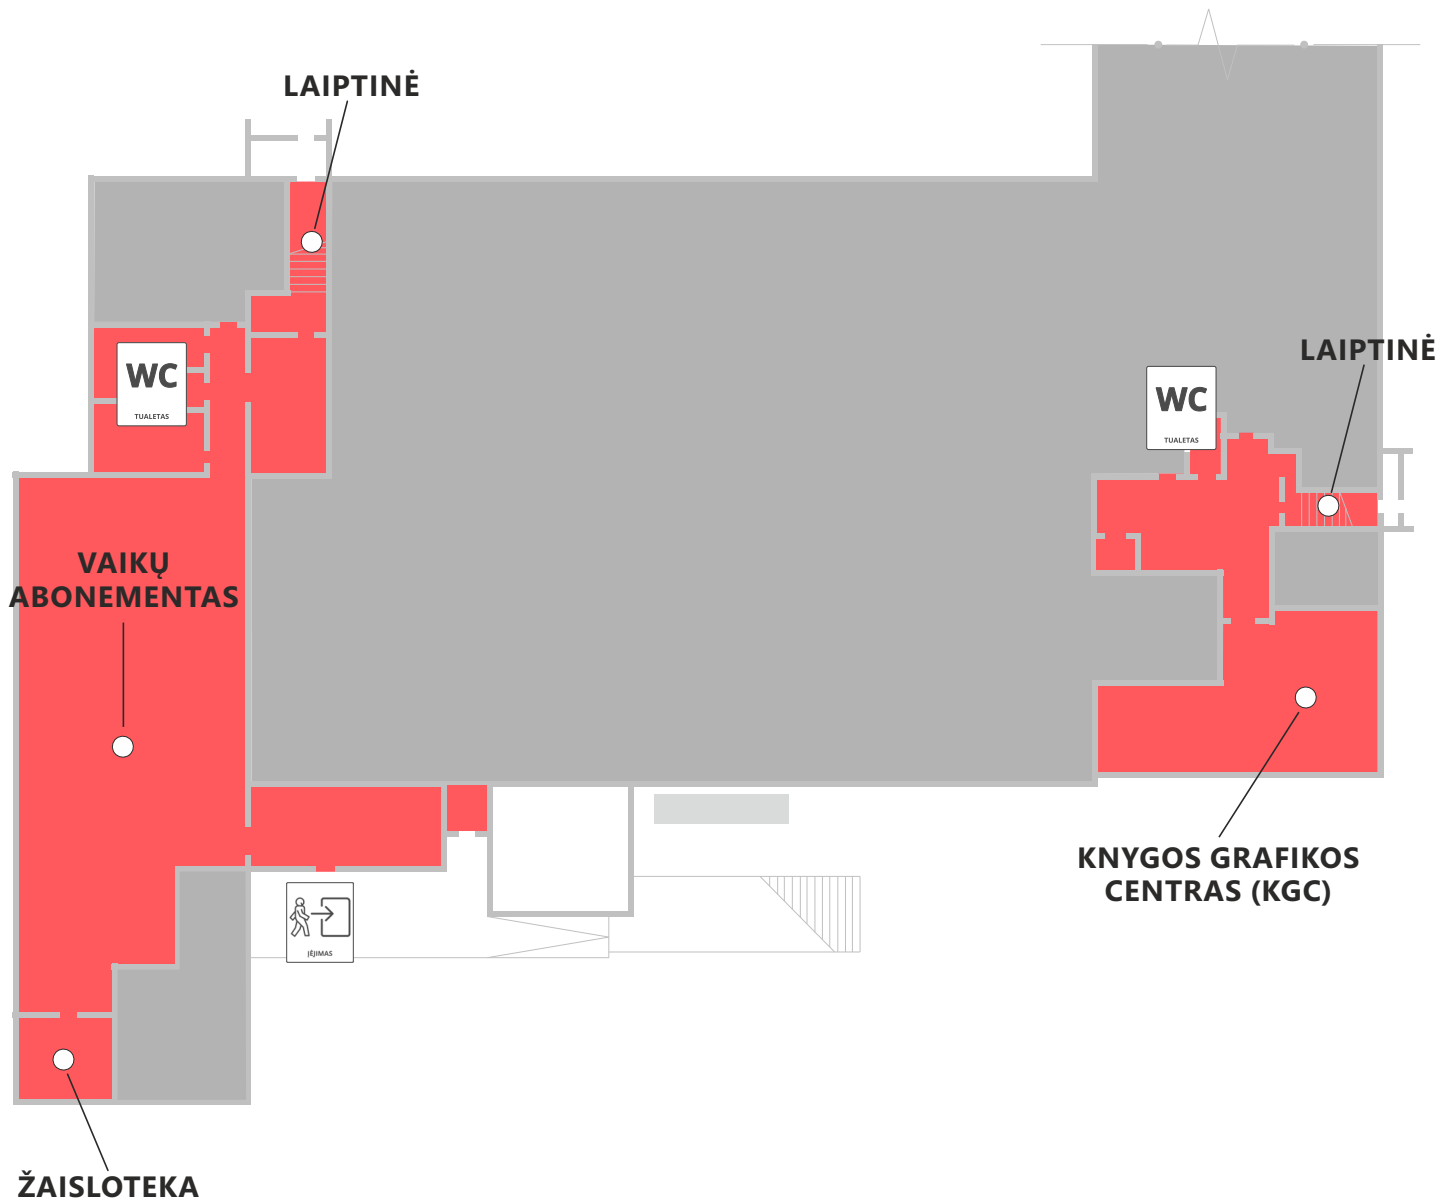 LAIPTINĖ
LAIPTINĖ
WC
TUALETAS
WC
TUALETAS
VAIKŲ
ABONEMENTAS
KNYGOS GRAFIKOS
CENTRAS (KGC)
ĮĖJIMAS
ŽAISLOTEKA